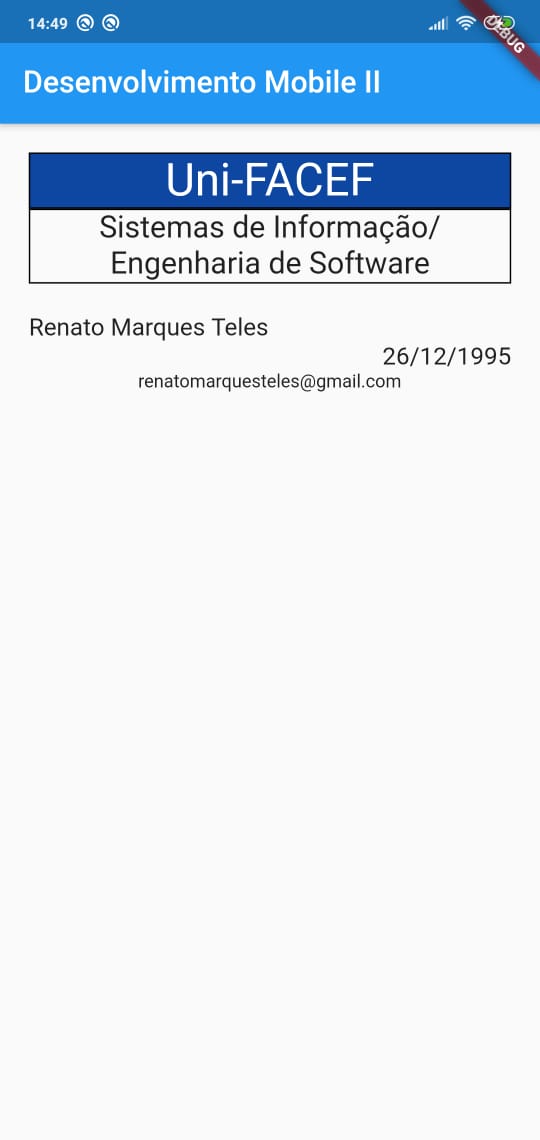 14:49
DEBUG
Desenvolvimento Mobile II
Uni-FACEF
Sistemas de Informação/
Engenharia de Software
Renato Marques Teles
26/12/1995
renatomarquesteles@gmail.com